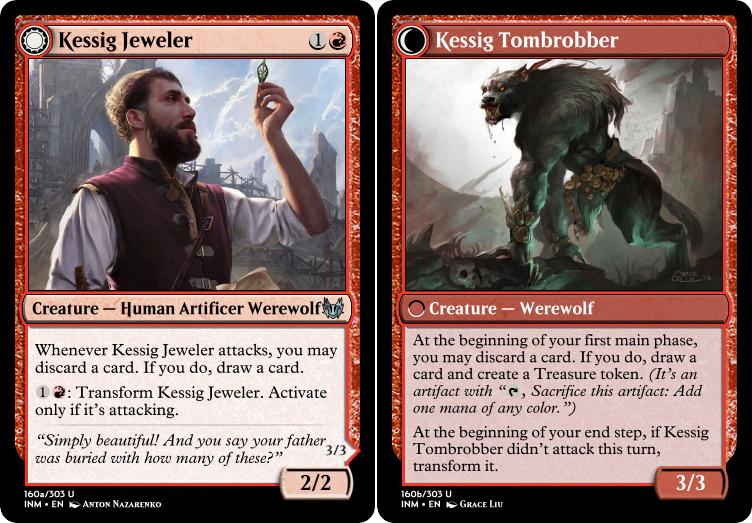 Kessig Jeweler
1
Whenever Kessig Jeweler attacks, you may
discard a card. If you do, draw a card.
1 : Transform Kessig Jeweler. Activate
only if it's attacking.
“Simply beautiful! And you say your father
was buried with how many of these?”
Creature — Human Artificer Werewolf
3/3
2/2
160a/303 U
INM • EN Anton Nazarenko
Kessig Tombrobber
GRACE
Creature — Werewolf
At the beginning of your first main phase,
you may discard a card. If you do, draw a
card and create a Treasure token. (It's an
artifact with “ , Sacrifice this artifact: Add
one mana of any color.”)
At the beginning of your end step, if Kessig
Tombrobber didn't attack this turn,
transform it.
3/3
160b/303 U
INM • EN Grace Liu